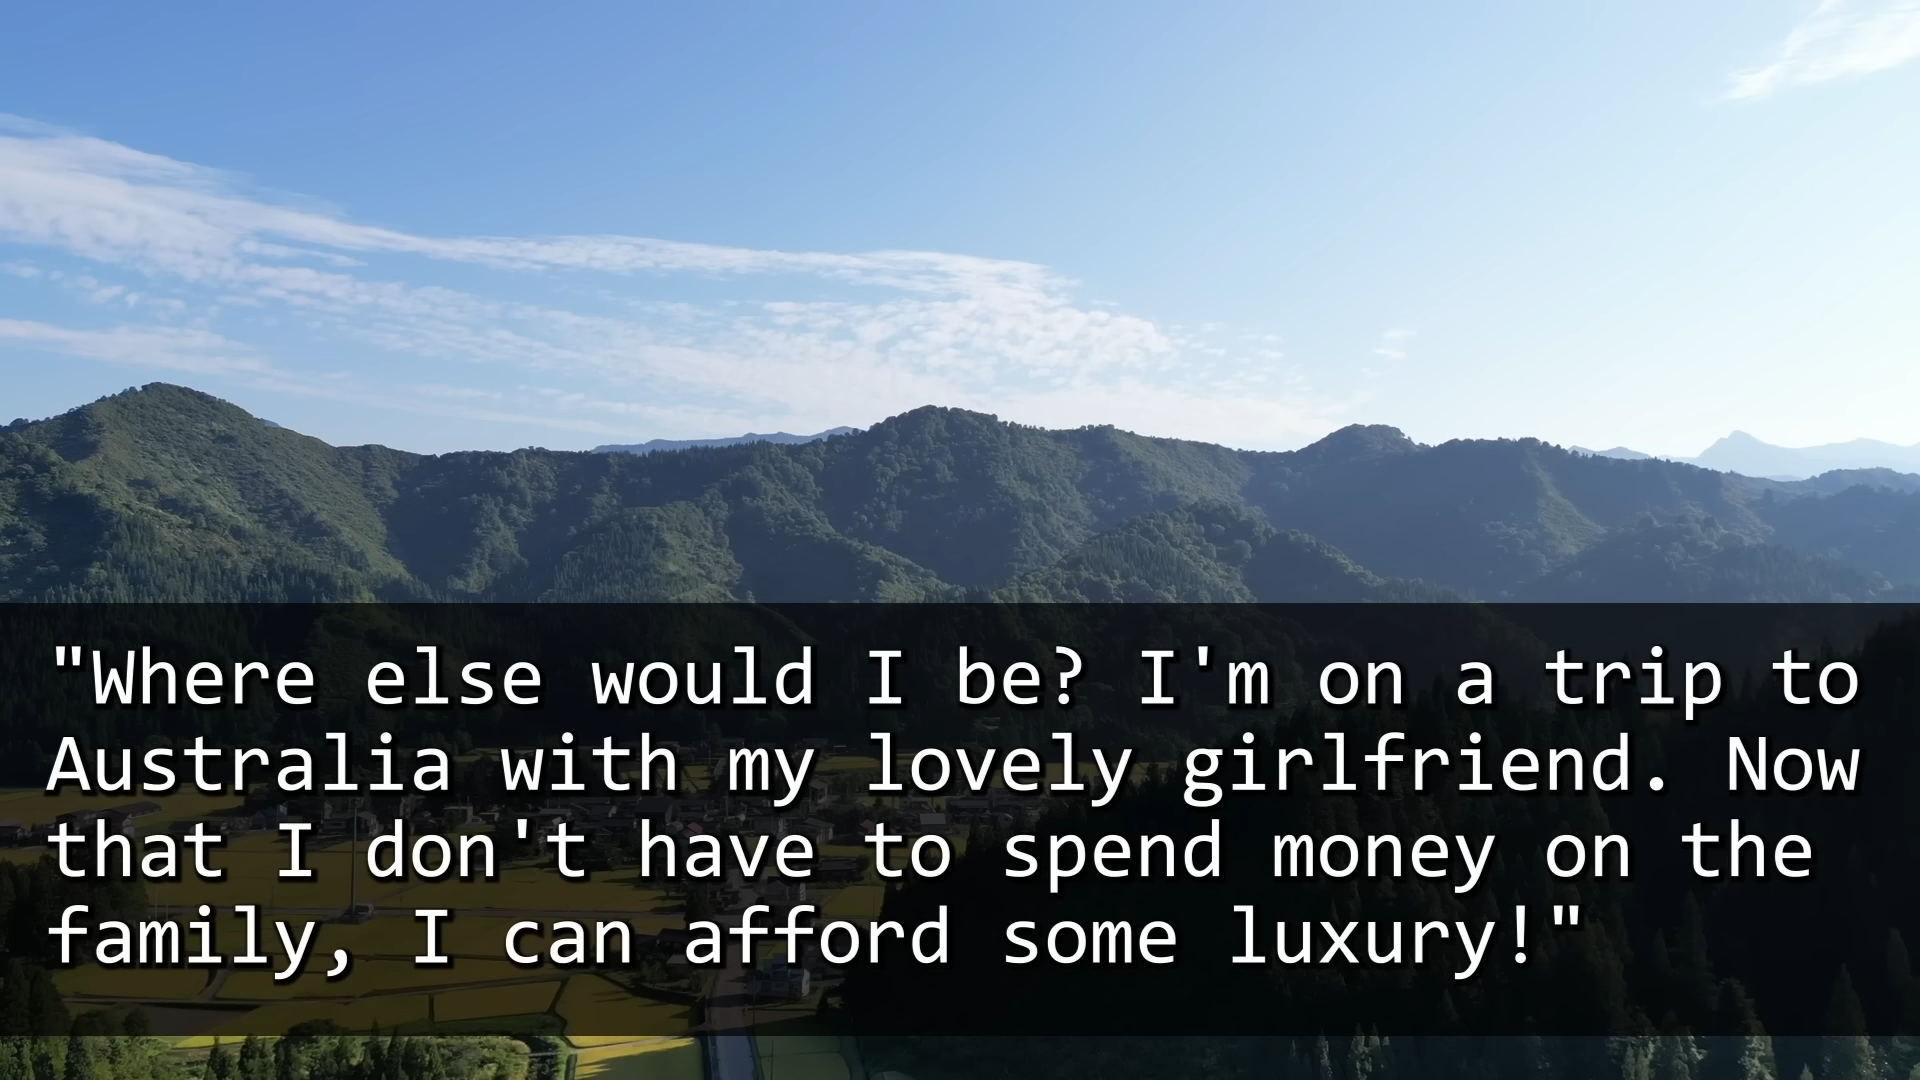 "Where else would I be? I'm on a trip to
Australia with my lovely girlfriend. Now
that I don't have to spend money on the
family, I can afford some luxury!"